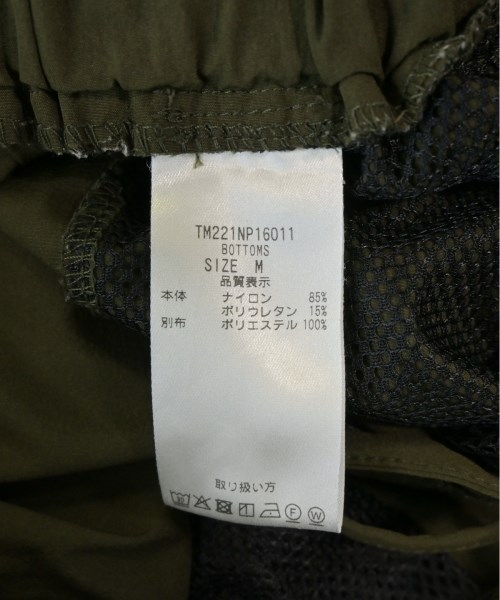 TM221NP16011
BOTTOMS
SIZE M
品質表示
本体 ナイロン 85%
ポリウレタン 15%
別布 ポリエステル 100%
取り扱い方
F W